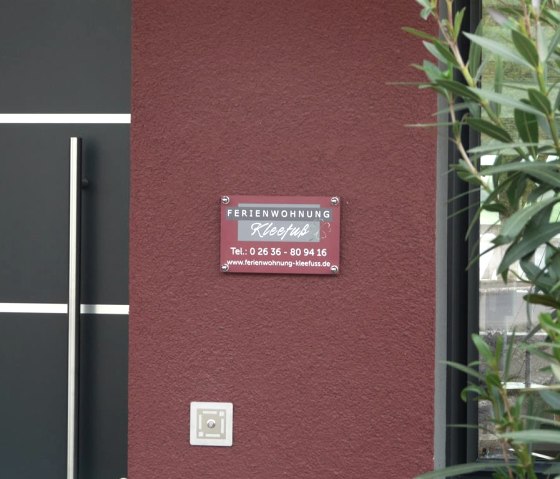 FERIENWOHNUNG
Kleefuß
Tel.: 0 26 36 - 80 94 16
www.ferienwohnung-kleefuss.de